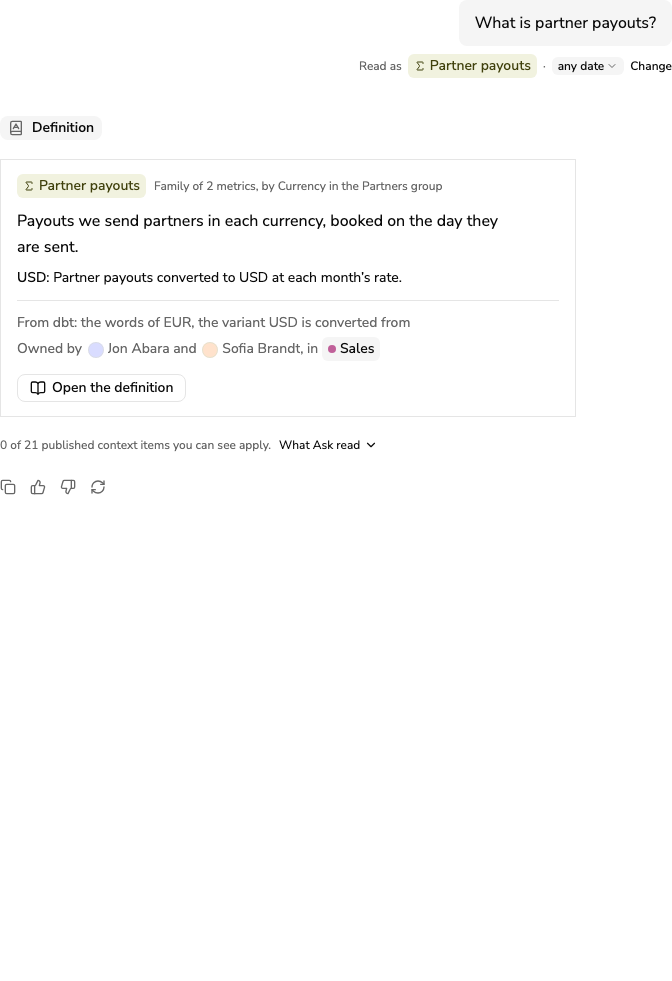 What is partner payouts?
Read as Σ Partner payouts · any date Change
Definition
Σ Partner payouts Family of 2 metrics, by Currency in the Partners group
Payouts we send partners in each currency, booked on the day they
are sent.
USD: Partner payouts converted to USD at each month's rate.
From dbt: the words of EUR, the variant USD is converted from
Owned by Jon Abara and Sofia Brandt, in Sales
Open the definition
0 of 21 published context items you can see apply. What Ask read